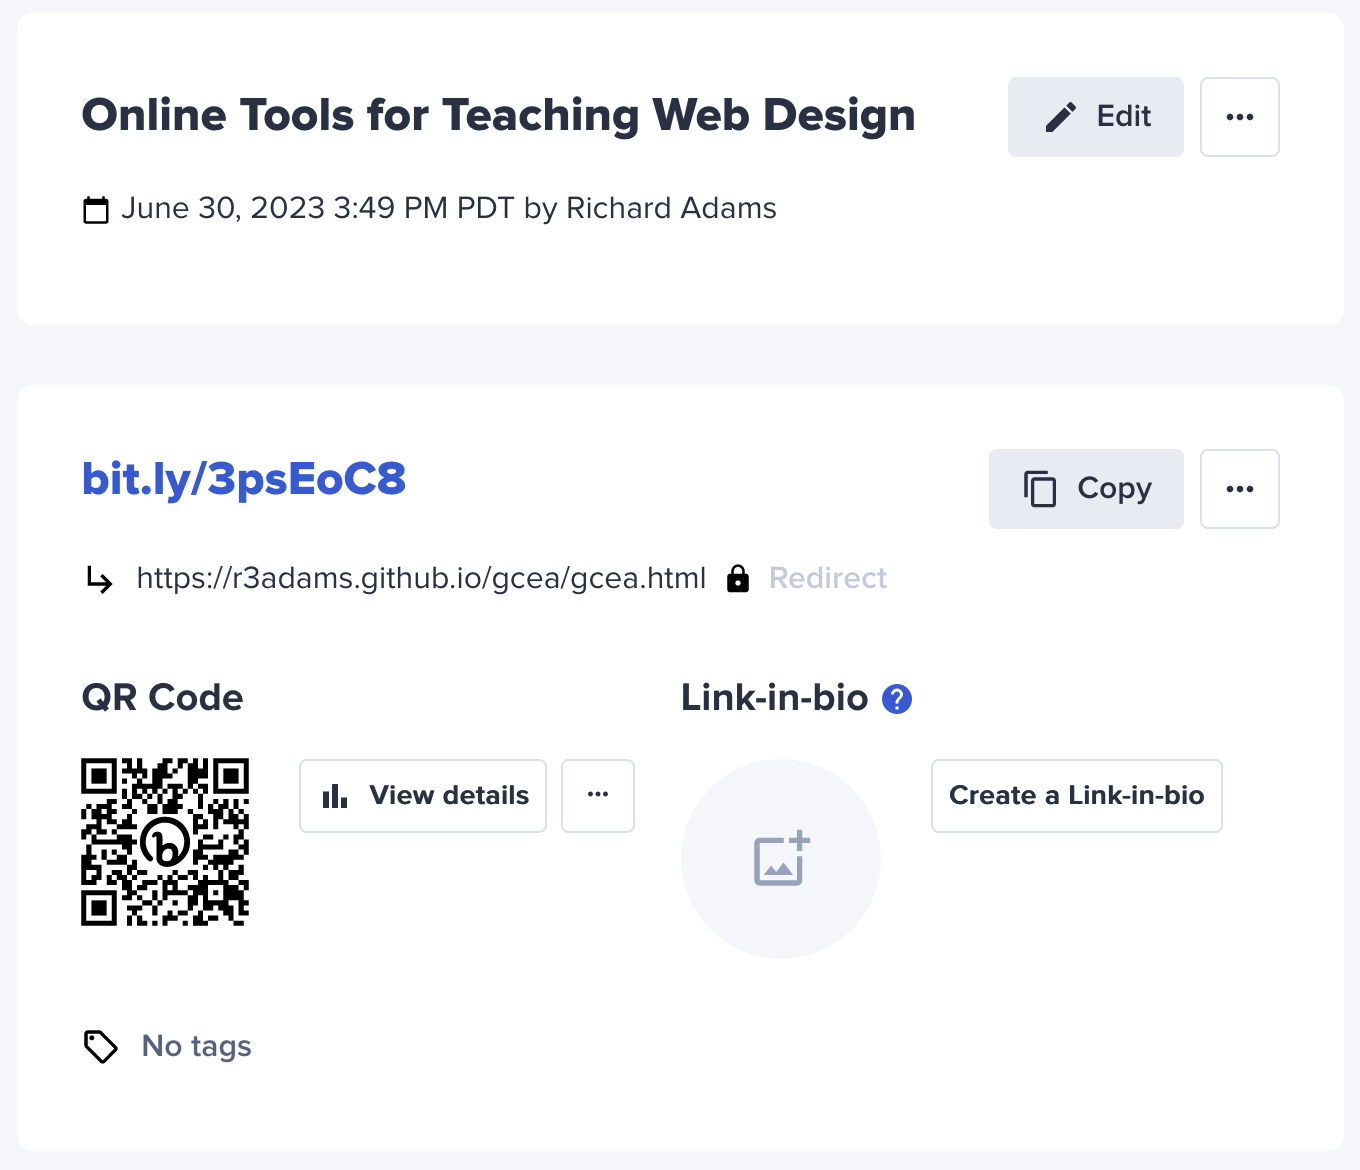 Online Tools for Teaching Web Design
Edit
June 30, 2023 3:49 PM PDT by Richard Adams
bit.ly/3psEoC8
Copy
https://r3adams.github.io/gcea/gcea.html Redirect
QR Code
Link-in-bio ?
View details
Create a Link-in-bio
No tags